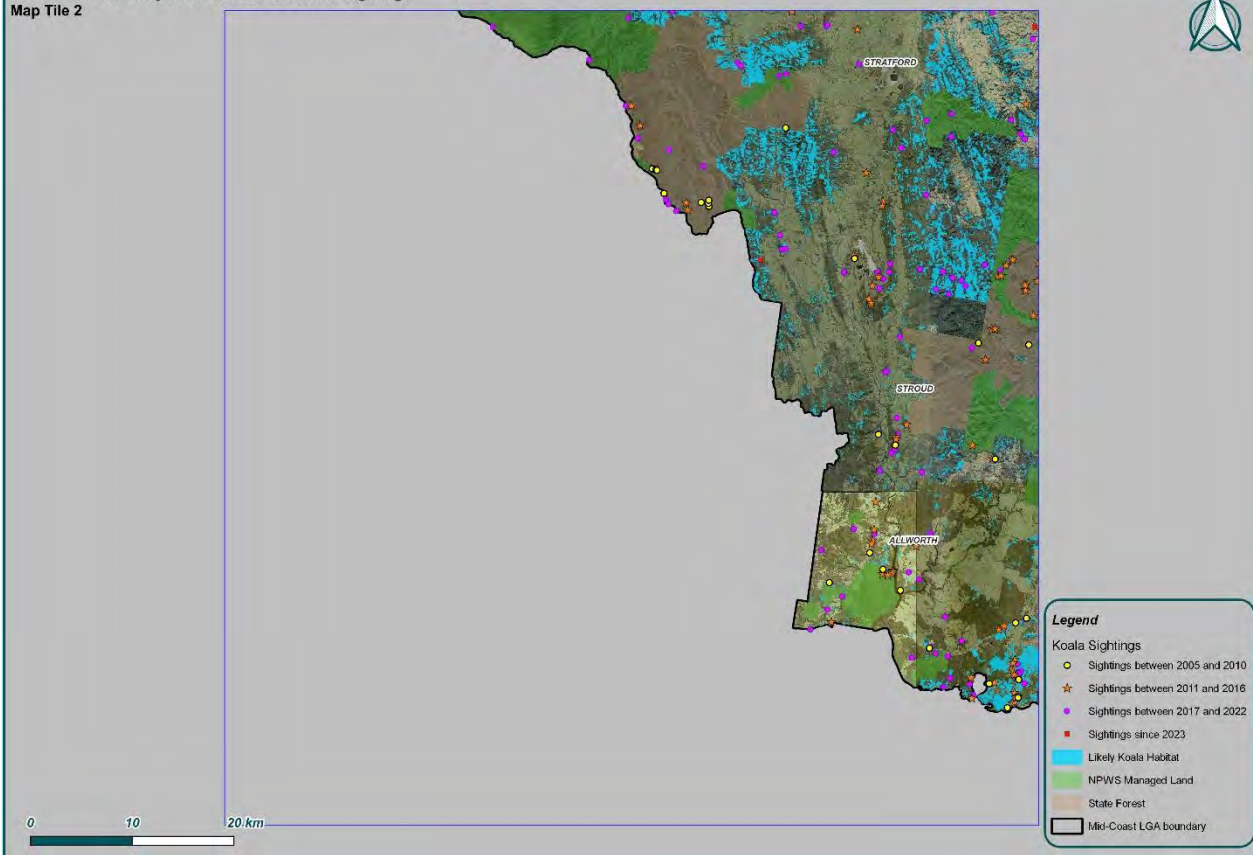 Map Tile 2
STRATFORD
STROUD
ALLWORTH
Legend
Koala Sightings
Sightings between 2005 and 2010
Sightings between 2011 and 2016
Sightings between 2017 and 2022
Sightings since 2023
Likely Koala Habitat
NPWS Managed Land
State Forest
Mid-Coast LGA boundary
0 10 20 km